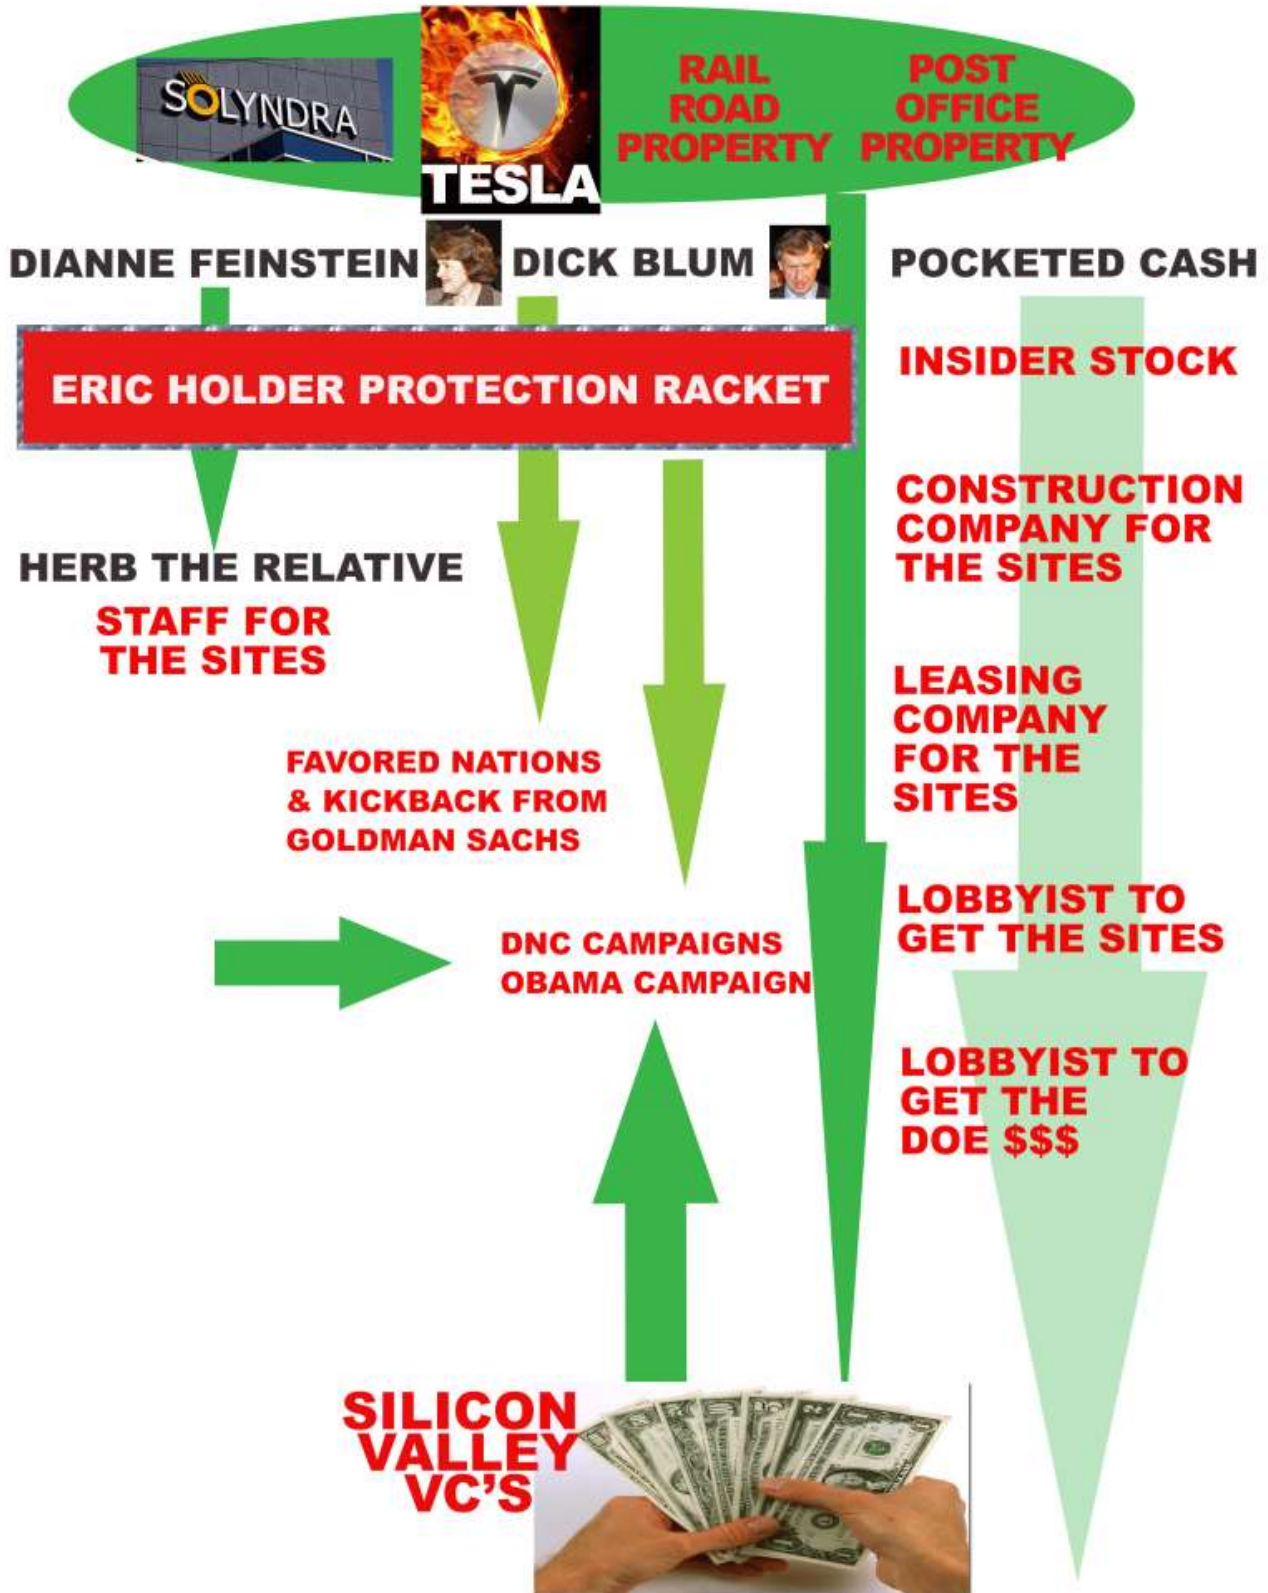 SOLYNDRA
TESLA
RAIL
ROAD
PROPERTY
POST
OFFICE
PROPERTY
DIANNE FEINSTEIN
DICK BLUM
POCKETED CASH
ERIC HOLDER PROTECTION RACKET
INSIDER STOCK
CONSTRUCTION
COMPANY FOR
THE SITES
HERB THE RELATIVE
STAFF FOR
THE SITES
LEASING
COMPANY
FOR THE
SITES
FAVORED NATIONS
& KICKBACK FROM
GOLDMAN SACHS
LOBBYIST TO
GET THE SITES
DNC CAMPAIGNS
OBAMA CAMPAIGN
LOBBYIST TO
GET THE
DOE $$$
SILICON
VALLEY
VC'S